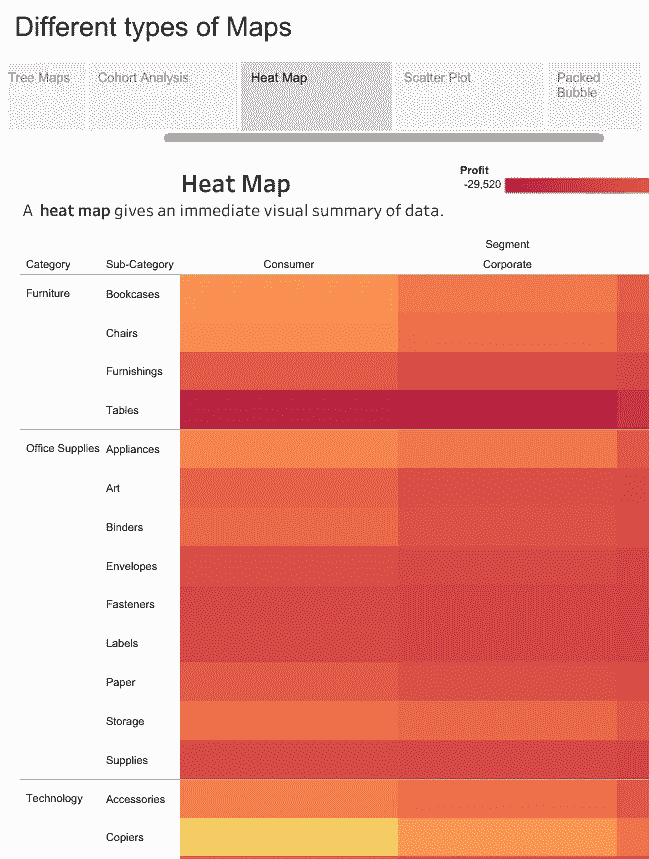 Different types of Maps
Tree Maps
Cohort Analysis
Heat Map
Scatter Plot
Packed
Bubble
Heat Map
Profit
-29,520
A heat map gives an immediate visual summary of data.
Segment
Category Sub-Category Consumer Corporate
Furniture Bookcases
Chairs
Furnishings
Tables
Office Supplies Appliances
Art
Binders
Envelopes
Fasteners
Labels
Paper
Storage
Supplies
Technology Accessories
Copiers